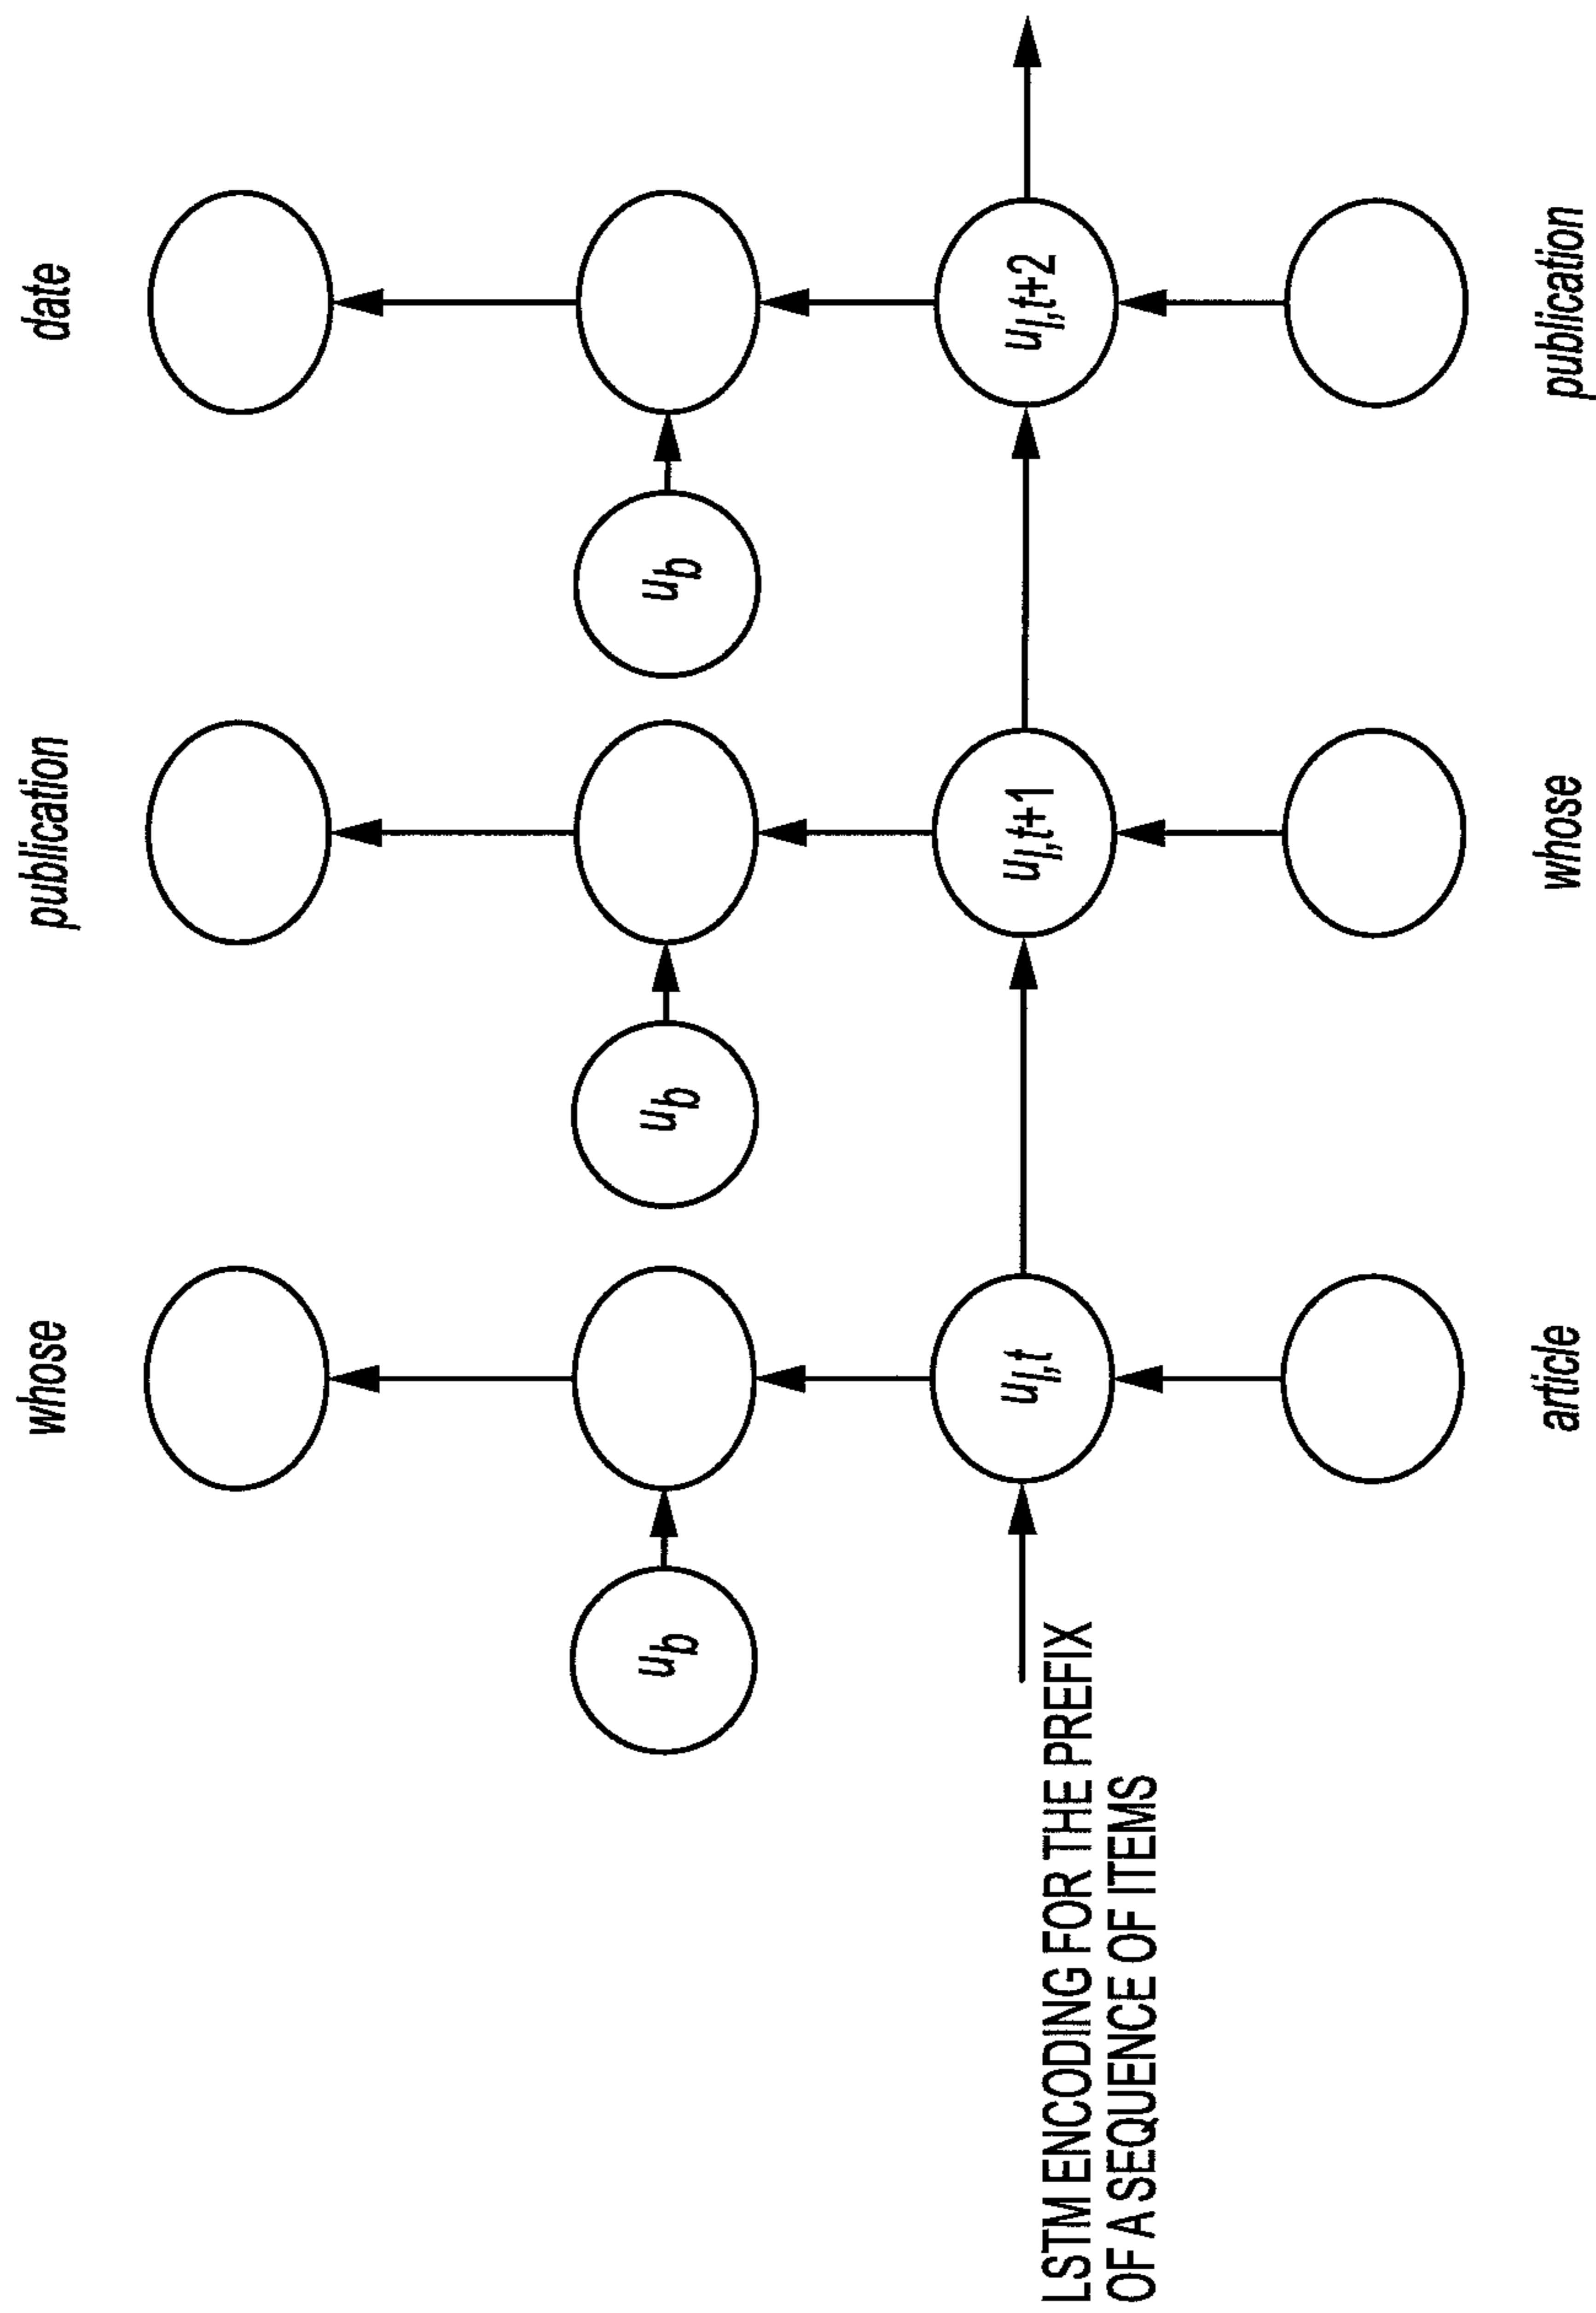 whose publication date
u_b u_b u_b
u_l,t u_l,t+1 u_l,t+2
LSTM ENCODING FOR THE PREFIX
OF A SEQUENCE OF ITEMS
article whose publication